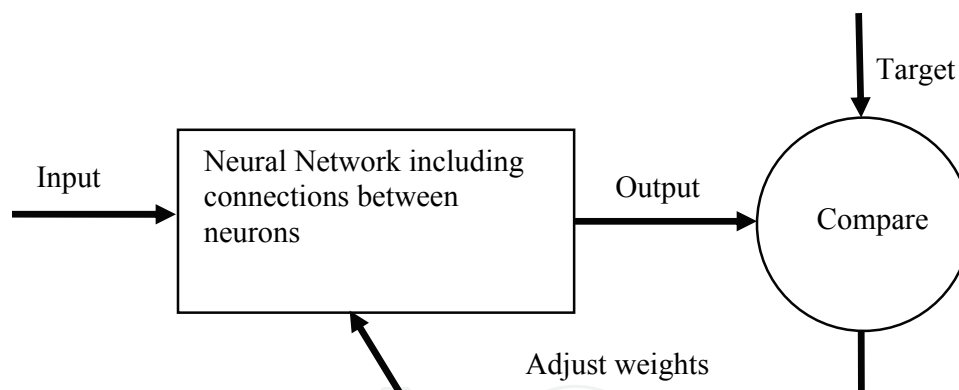 Target
Neural Network including
connections between
neurons
Input
Output
Compare
Adjust weights